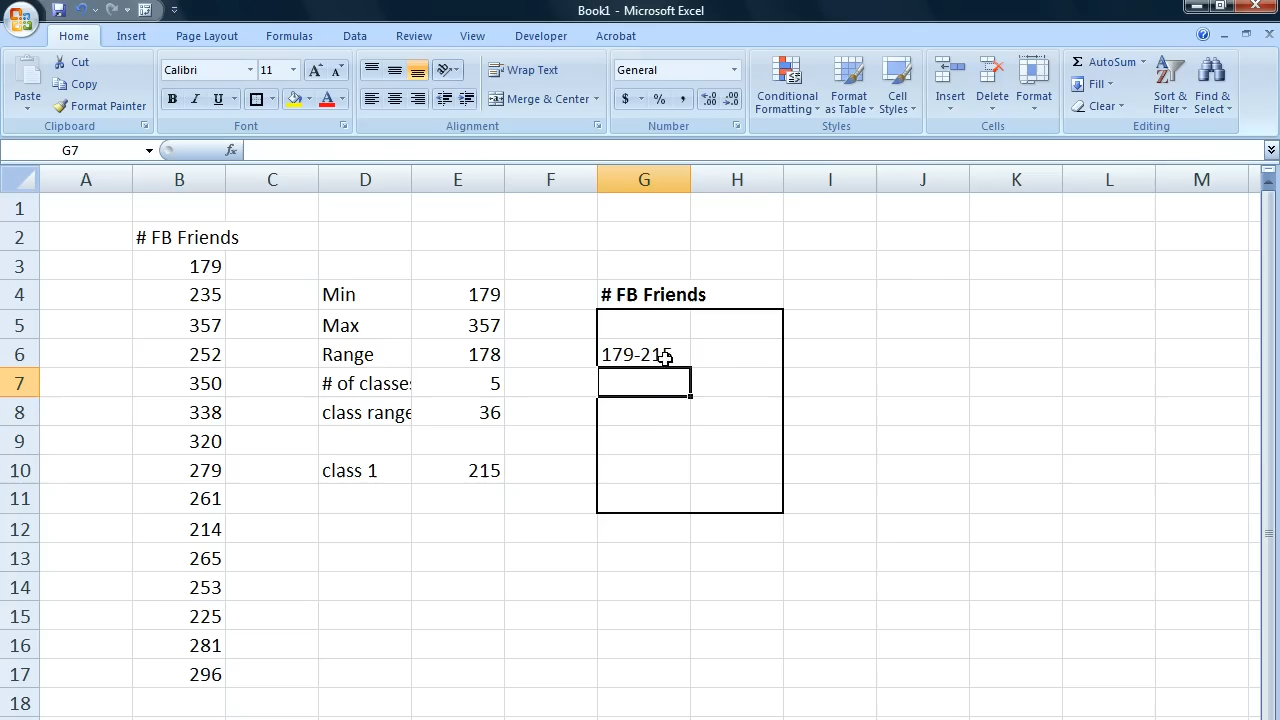 Book1 - Microsoft Excel
Home Insert Page Layout Formulas Data Review View Developer Acrobat
Paste
Cut
Copy
Format Painter
Clipboard
Calibri 11
B I U
Font
Wrap Text
Merge & Center
Alignment
General
$ % ,
Number
Conditional Formatting
Format as Table
Cell Styles
Styles
Insert Delete Format
Cells
Σ AutoSum
Fill
Clear
Sort & Filter
Find & Select
Editing
G7 fx
A B C D E F G H I J K L M
1
2 # FB Friends
3 179
4 235 Min 179 # FB Friends
5 357 Max 357
6 252 Range 178 179-215
7 350 # of classes 5
8 338 class range 36
9 320
10 279 class 1 215
11 261
12 214
13 265
14 253
15 225
16 281
17 296
18